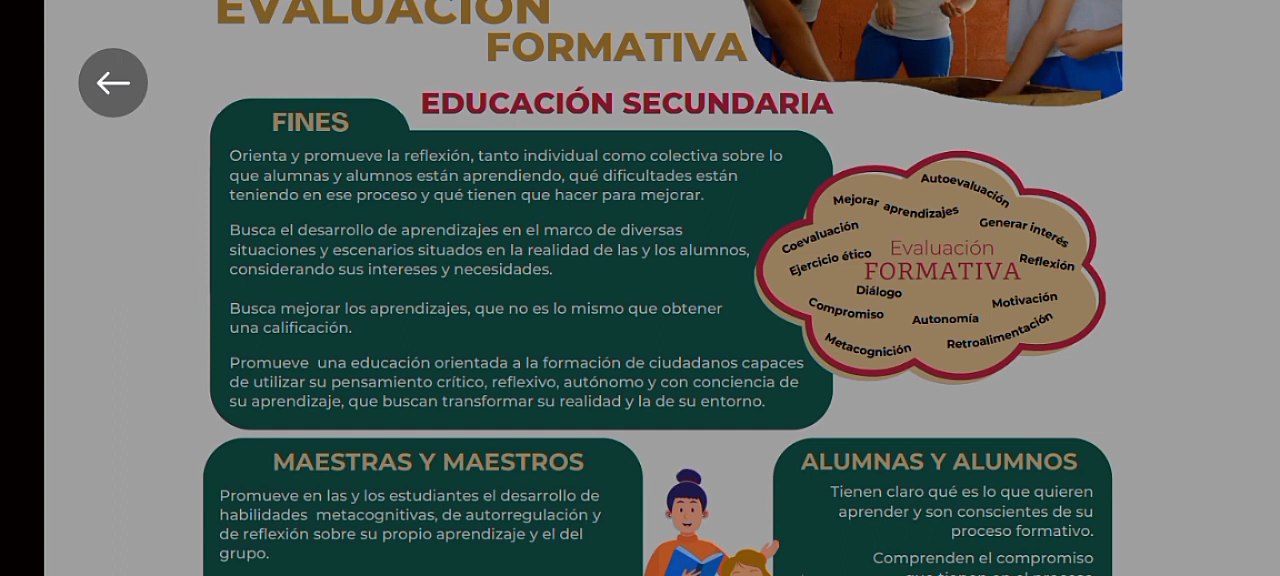 EVALUACIÓN
FORMATIVA
EDUCACIÓN SECUNDARIA
FINES
Orienta y promueve la reflexión, tanto individual como colectiva sobre lo
que alumnas y alumnos están aprendiendo, qué dificultades están
teniendo en ese proceso y qué tienen que hacer para mejorar.
Busca el desarrollo de aprendizajes en el marco de diversas
situaciones y escenarios situados en la realidad de las y los alumnos,
considerando sus intereses y necesidades.
Busca mejorar los aprendizajes, que no es lo mismo que obtener
una calificación.
Promueve una educación orientada a la formación de ciudadanos capaces
de utilizar su pensamiento crítico, reflexivo, autónomo y con conciencia de
su aprendizaje, que buscan transformar su realidad y la de su entorno.
Autoevaluación
Mejorar aprendizajes
Generar interés
Coevaluación
Evaluación
FORMATIVA
Ejercicio ético
Reflexión
Diálogo
Motivación
Compromiso
Autonomía
Retroalimentación
Metacognición
MAESTRAS Y MAESTROS
Promueve en las y los estudiantes el desarrollo de
habilidades metacognitivas, de autorregulación y
de reflexión sobre su propio aprendizaje y el del
grupo.
ALUMNAS Y ALUMNOS
Tienen claro qué es lo que quieren
aprender y son conscientes de su
proceso formativo.
Comprenden el compromiso
que tienen en el proceso